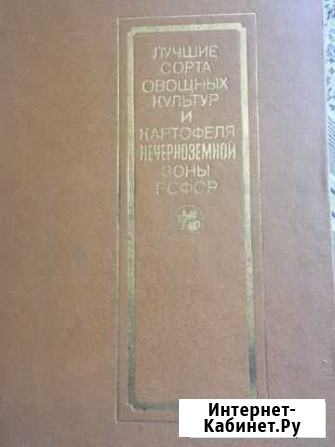 ЛУЧШИЕ
СОРТА
ОВОЩНЫХ
КУЛЬТУР
И
КАРТОФЕЛЯ
НЕЧЕРНОЗЕМНОЙ
ЗОНЫ
РСФСР
Интернет-
Кабинет.Ру